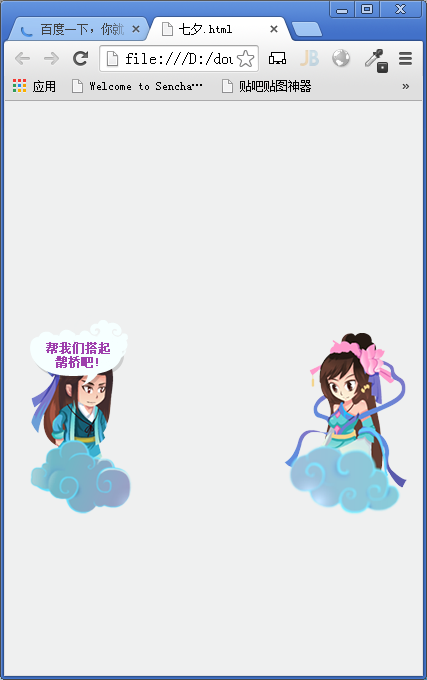 百度一下，你就
七夕.html
file:///D:/dou
JB
应用
Welcome to Sencha…
贴吧贴图神器
»
帮我们搭起
鹊桥吧!